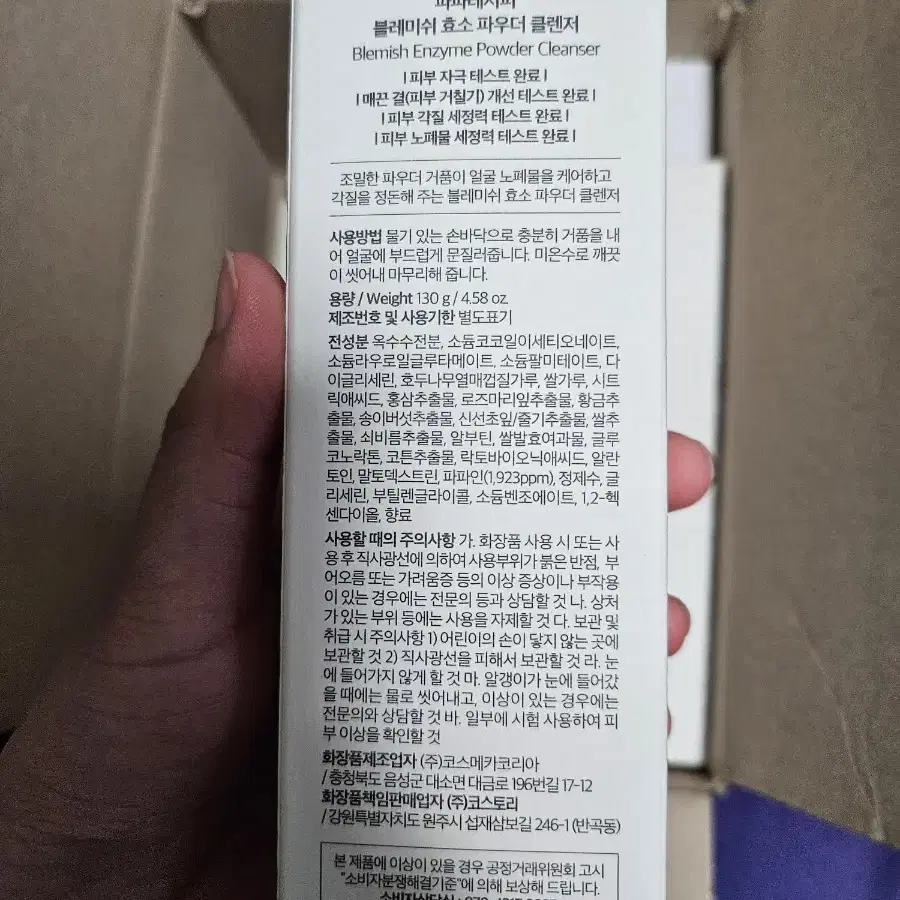 파파레시피
블레미쉬 효소 파우더 클렌저
Blemish Enzyme Powder Cleanser
| 피부 자극 테스트 완료 |
| 매끈 결(피부 거칠기) 개선 테스트 완료 |
| 피부 각질 세정력 테스트 완료 |
| 피부 노폐물 세정력 테스트 완료 |
조밀한 파우더 거품이 얼굴 노폐물을 케어하고
각질을 정돈해 주는 블레미쉬 효소 파우더 클렌저
사용방법 물기 있는 손바닥으로 충분히 거품을 내
어 얼굴에 부드럽게 문질러줍니다. 미온수로 깨끗
이 씻어내 마무리해 줍니다.
용량 / Weight 130 g / 4.58 oz.
제조번호 및 사용기한 별도표기
전성분 옥수수전분, 소듐코코일이세티오네이트,
소듐라우로일글루타메이트, 소듐팔미테이트, 다
이글리세린, 호두나무열매껍질가루, 쌀가루, 시트
릭애씨드, 홍삼추출물, 로즈마리잎추출물, 황금추
출물, 송이버섯추출물, 신선초잎/줄기추출물, 쌀추
출물, 쇠비름추출물, 알부틴, 쌀발효여과물, 글루
코노락톤, 코튼추출물, 락토바이오닉애씨드, 알란
토인, 말토덱스트린, 파파인(1,923ppm), 정제수, 글
리세린, 부틸렌글라이콜, 소듐벤조에이트, 1,2-헥
센다이올, 향료
사용할 때의 주의사항 가. 화장품 사용 시 또는 사
용 후 직사광선에 의하여 사용부위가 붉은 반점, 부
어오름 또는 가려움증 등의 이상 증상이나 부작용
이 있는 경우에는 전문의 등과 상담할 것 나. 상처
가 있는 부위 등에는 사용을 자제할 것 다. 보관 및
취급 시 주의사항 1) 어린이의 손이 닿지 않는 곳에
보관할 것 2) 직사광선을 피해서 보관할 것 라. 눈
에 들어가지 않게 할 것 마. 알갱이가 눈에 들어갔
을 때에는 물로 씻어내고, 이상이 있는 경우에는
전문의와 상담할 것 바. 일부에 시험 사용하여 피
부 이상을 확인할 것
화장품제조업자 (주)코스메카코리아
/ 충청북도 음성군 대소면 대금로 196번길 17-12
화장품책임판매업자 (주)코스토리
/ 강원특별자치도 원주시 섭재삼보길 246-1 (반곡동)
본 제품에 이상이 있을 경우 공정거래위원회 고시
"소비자분쟁해결기준"에 의해 보상해 드립니다.
소비자상담실 :